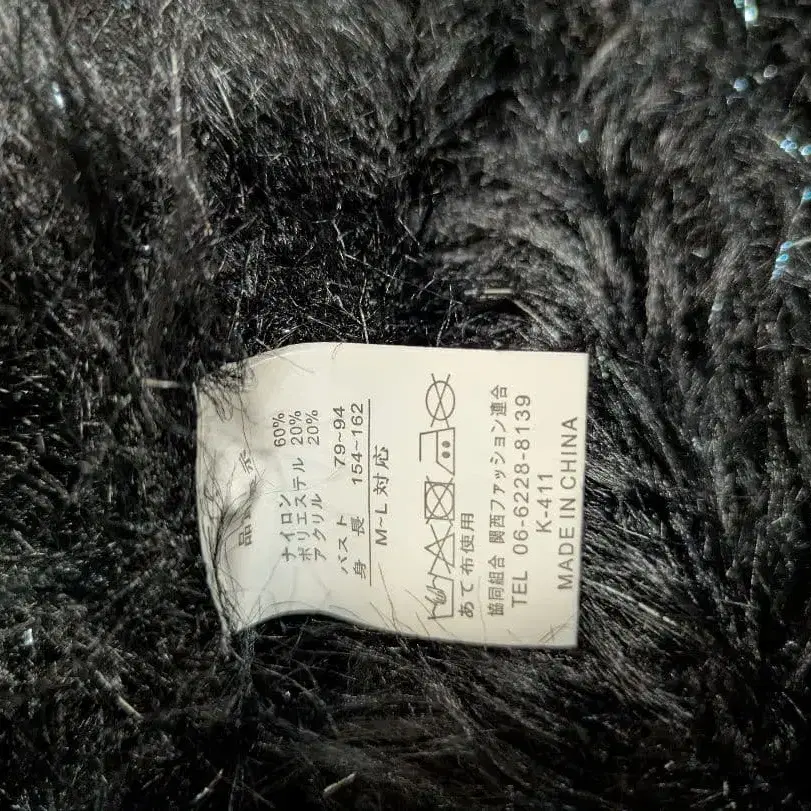 ナイロン 60%
ポリエステル 20%
アクリル 20%
バスト 79~94
身 長 154~162
M~L 対応
あて布使用
協同組合 関西ファッション連合
TEL 06-6228-8139
K-411
MADE IN CHINA